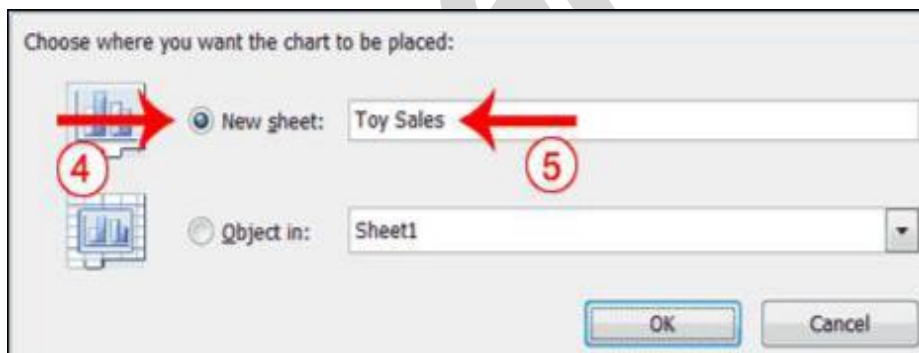 Choose where you want the chart to be placed:
4 New sheet: Toy Sales 5
Object in: Sheet1
OK Cancel